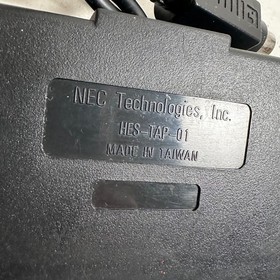 NEC Technologies, Inc.
HES-TAP-01
MADE IN TAIWAN